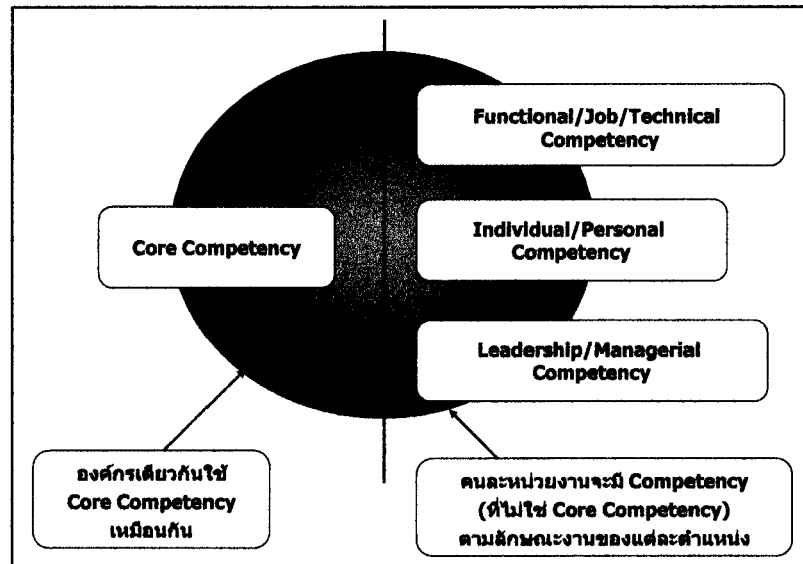 Functional/Job/Technical
Competency
Core Competency
Individual/Personal
Competency
Leadership/Managerial
Competency
องค์กรเดียวกันใช้
Core Competency
เหมือนกัน
คนละหน่วยงานจะมี Competency
(ที่ไม่ใช่ Core Competency)
ตามลักษณะงานของแต่ละตำแหน่ง